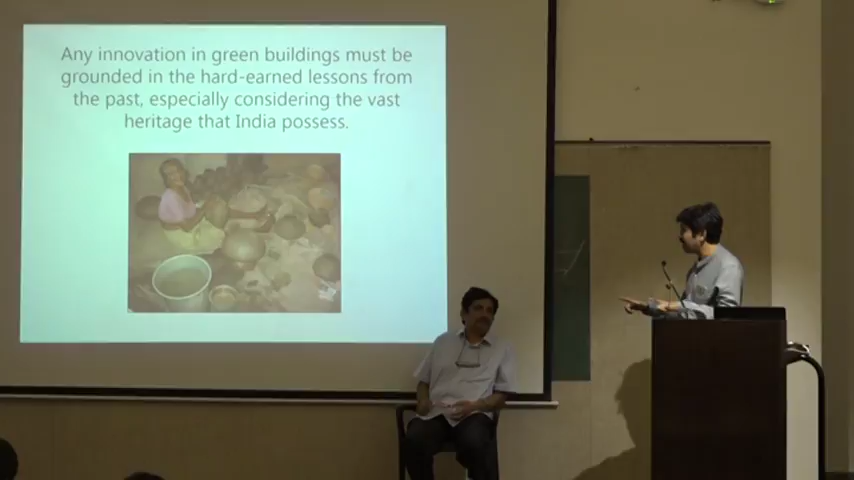 Any innovation in green buildings must be
grounded in the hard-earned lessons from
the past, especially considering the vast
heritage that India possess.